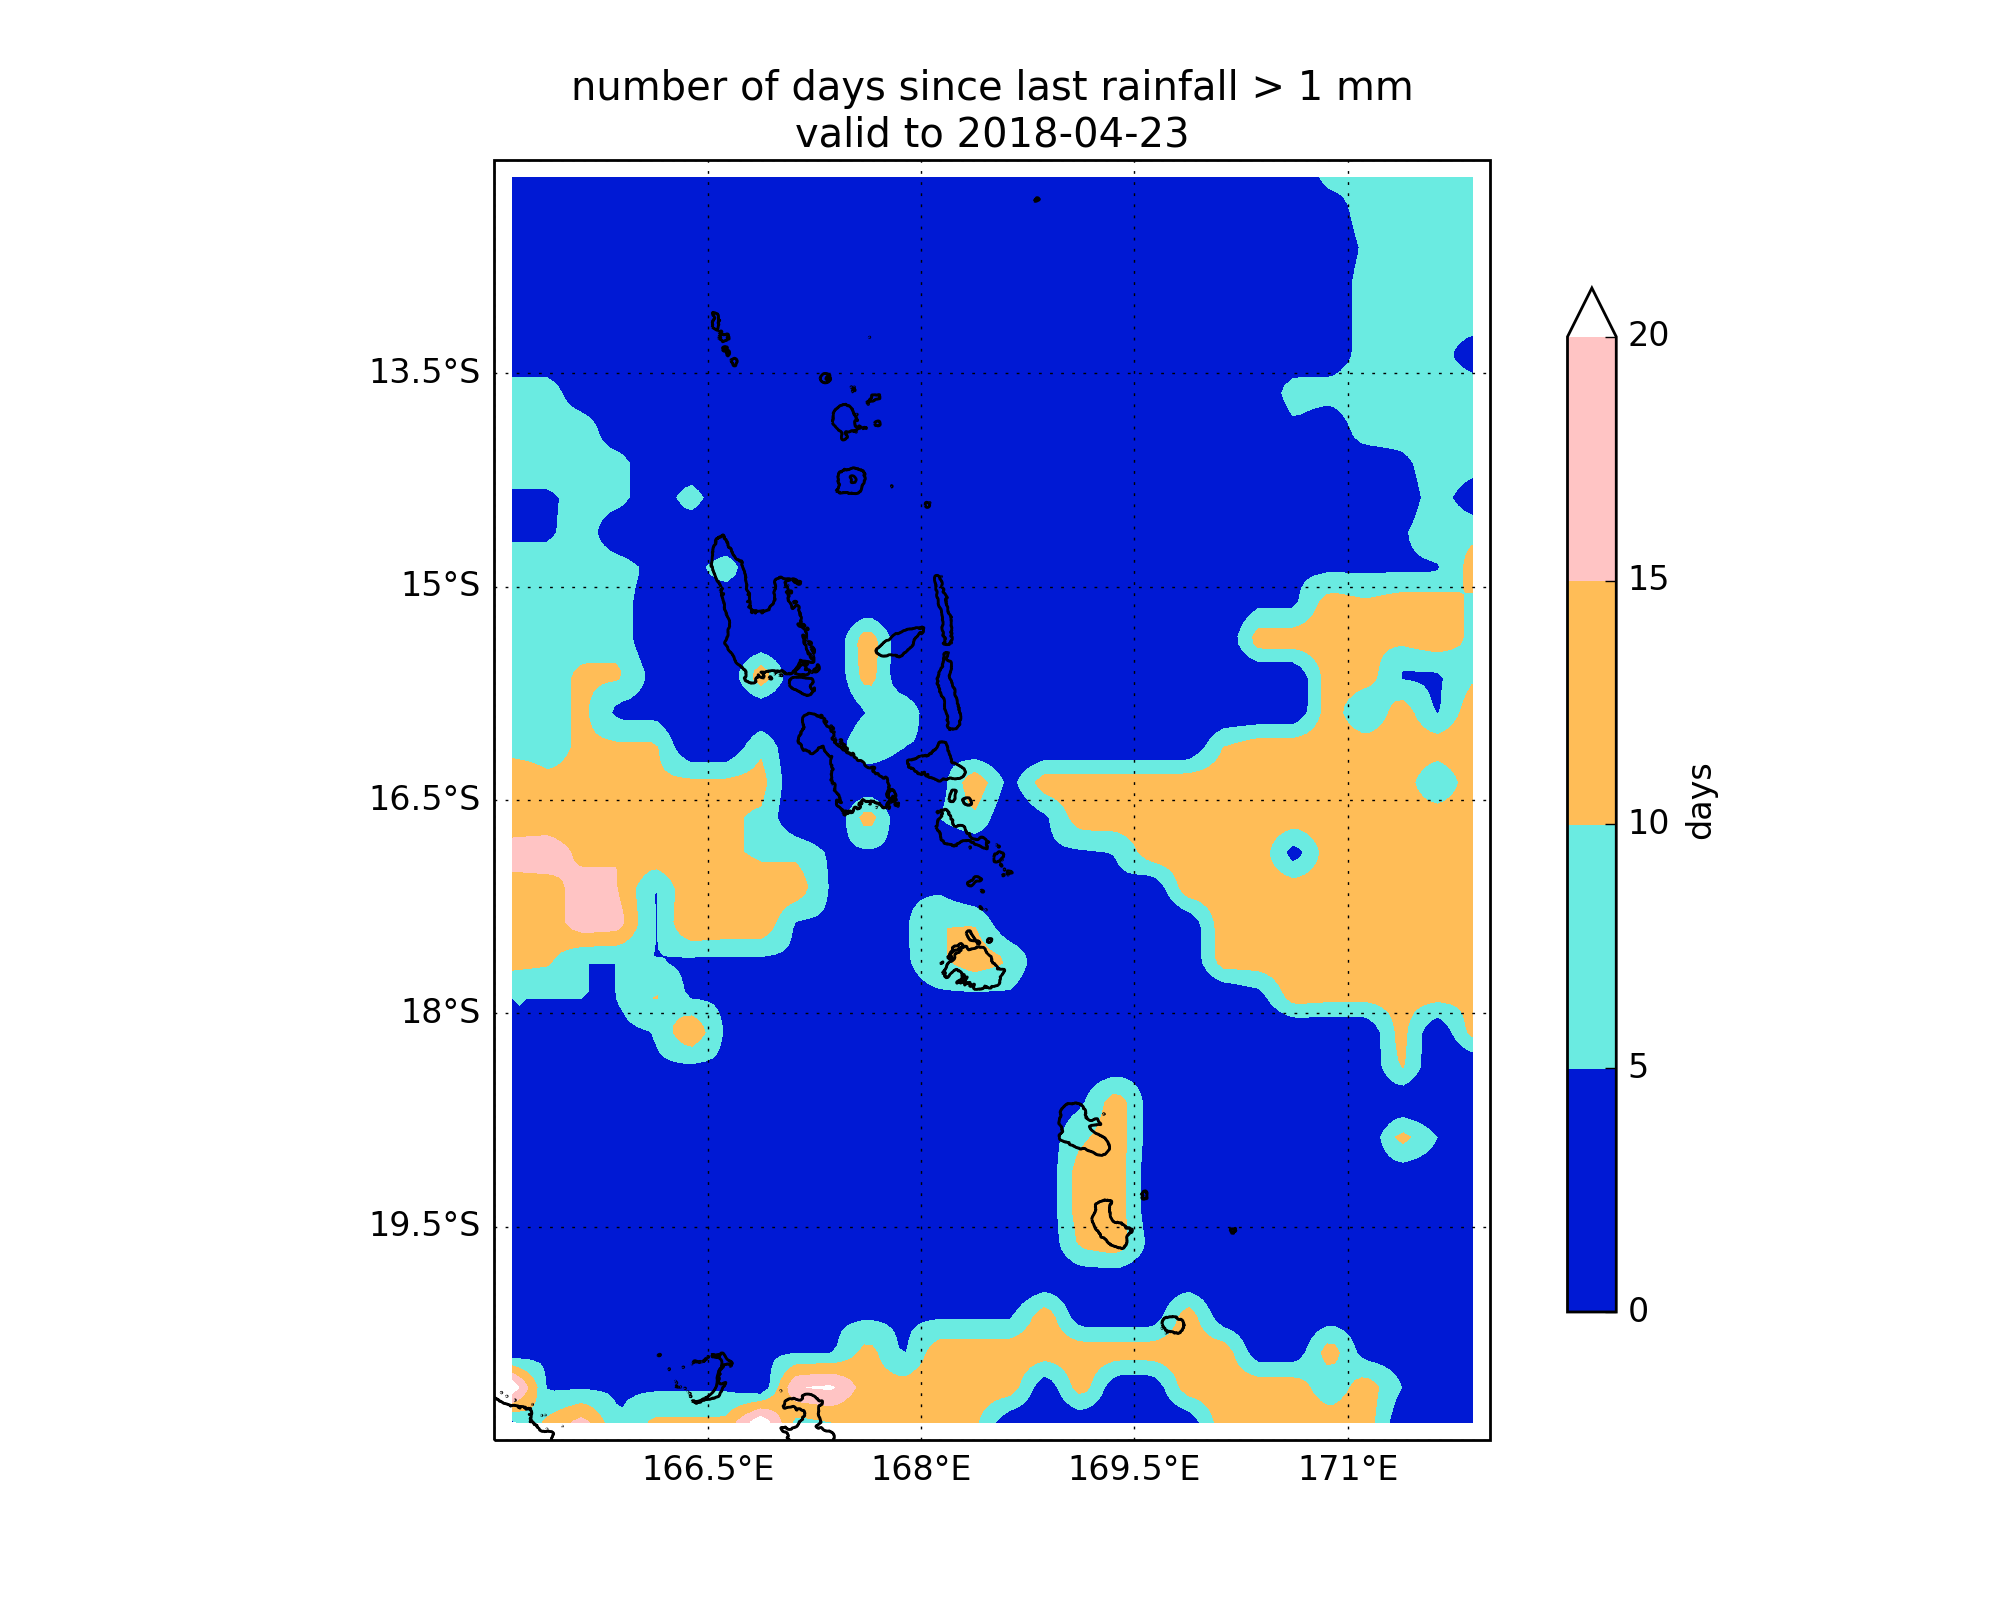 number of days since last rainfall > 1 mm
valid to 2018-04-23
13.5°S
15°S
16.5°S
18°S
19.5°S
166.5°E
168°E
169.5°E
171°E
20
15
10
5
0
days